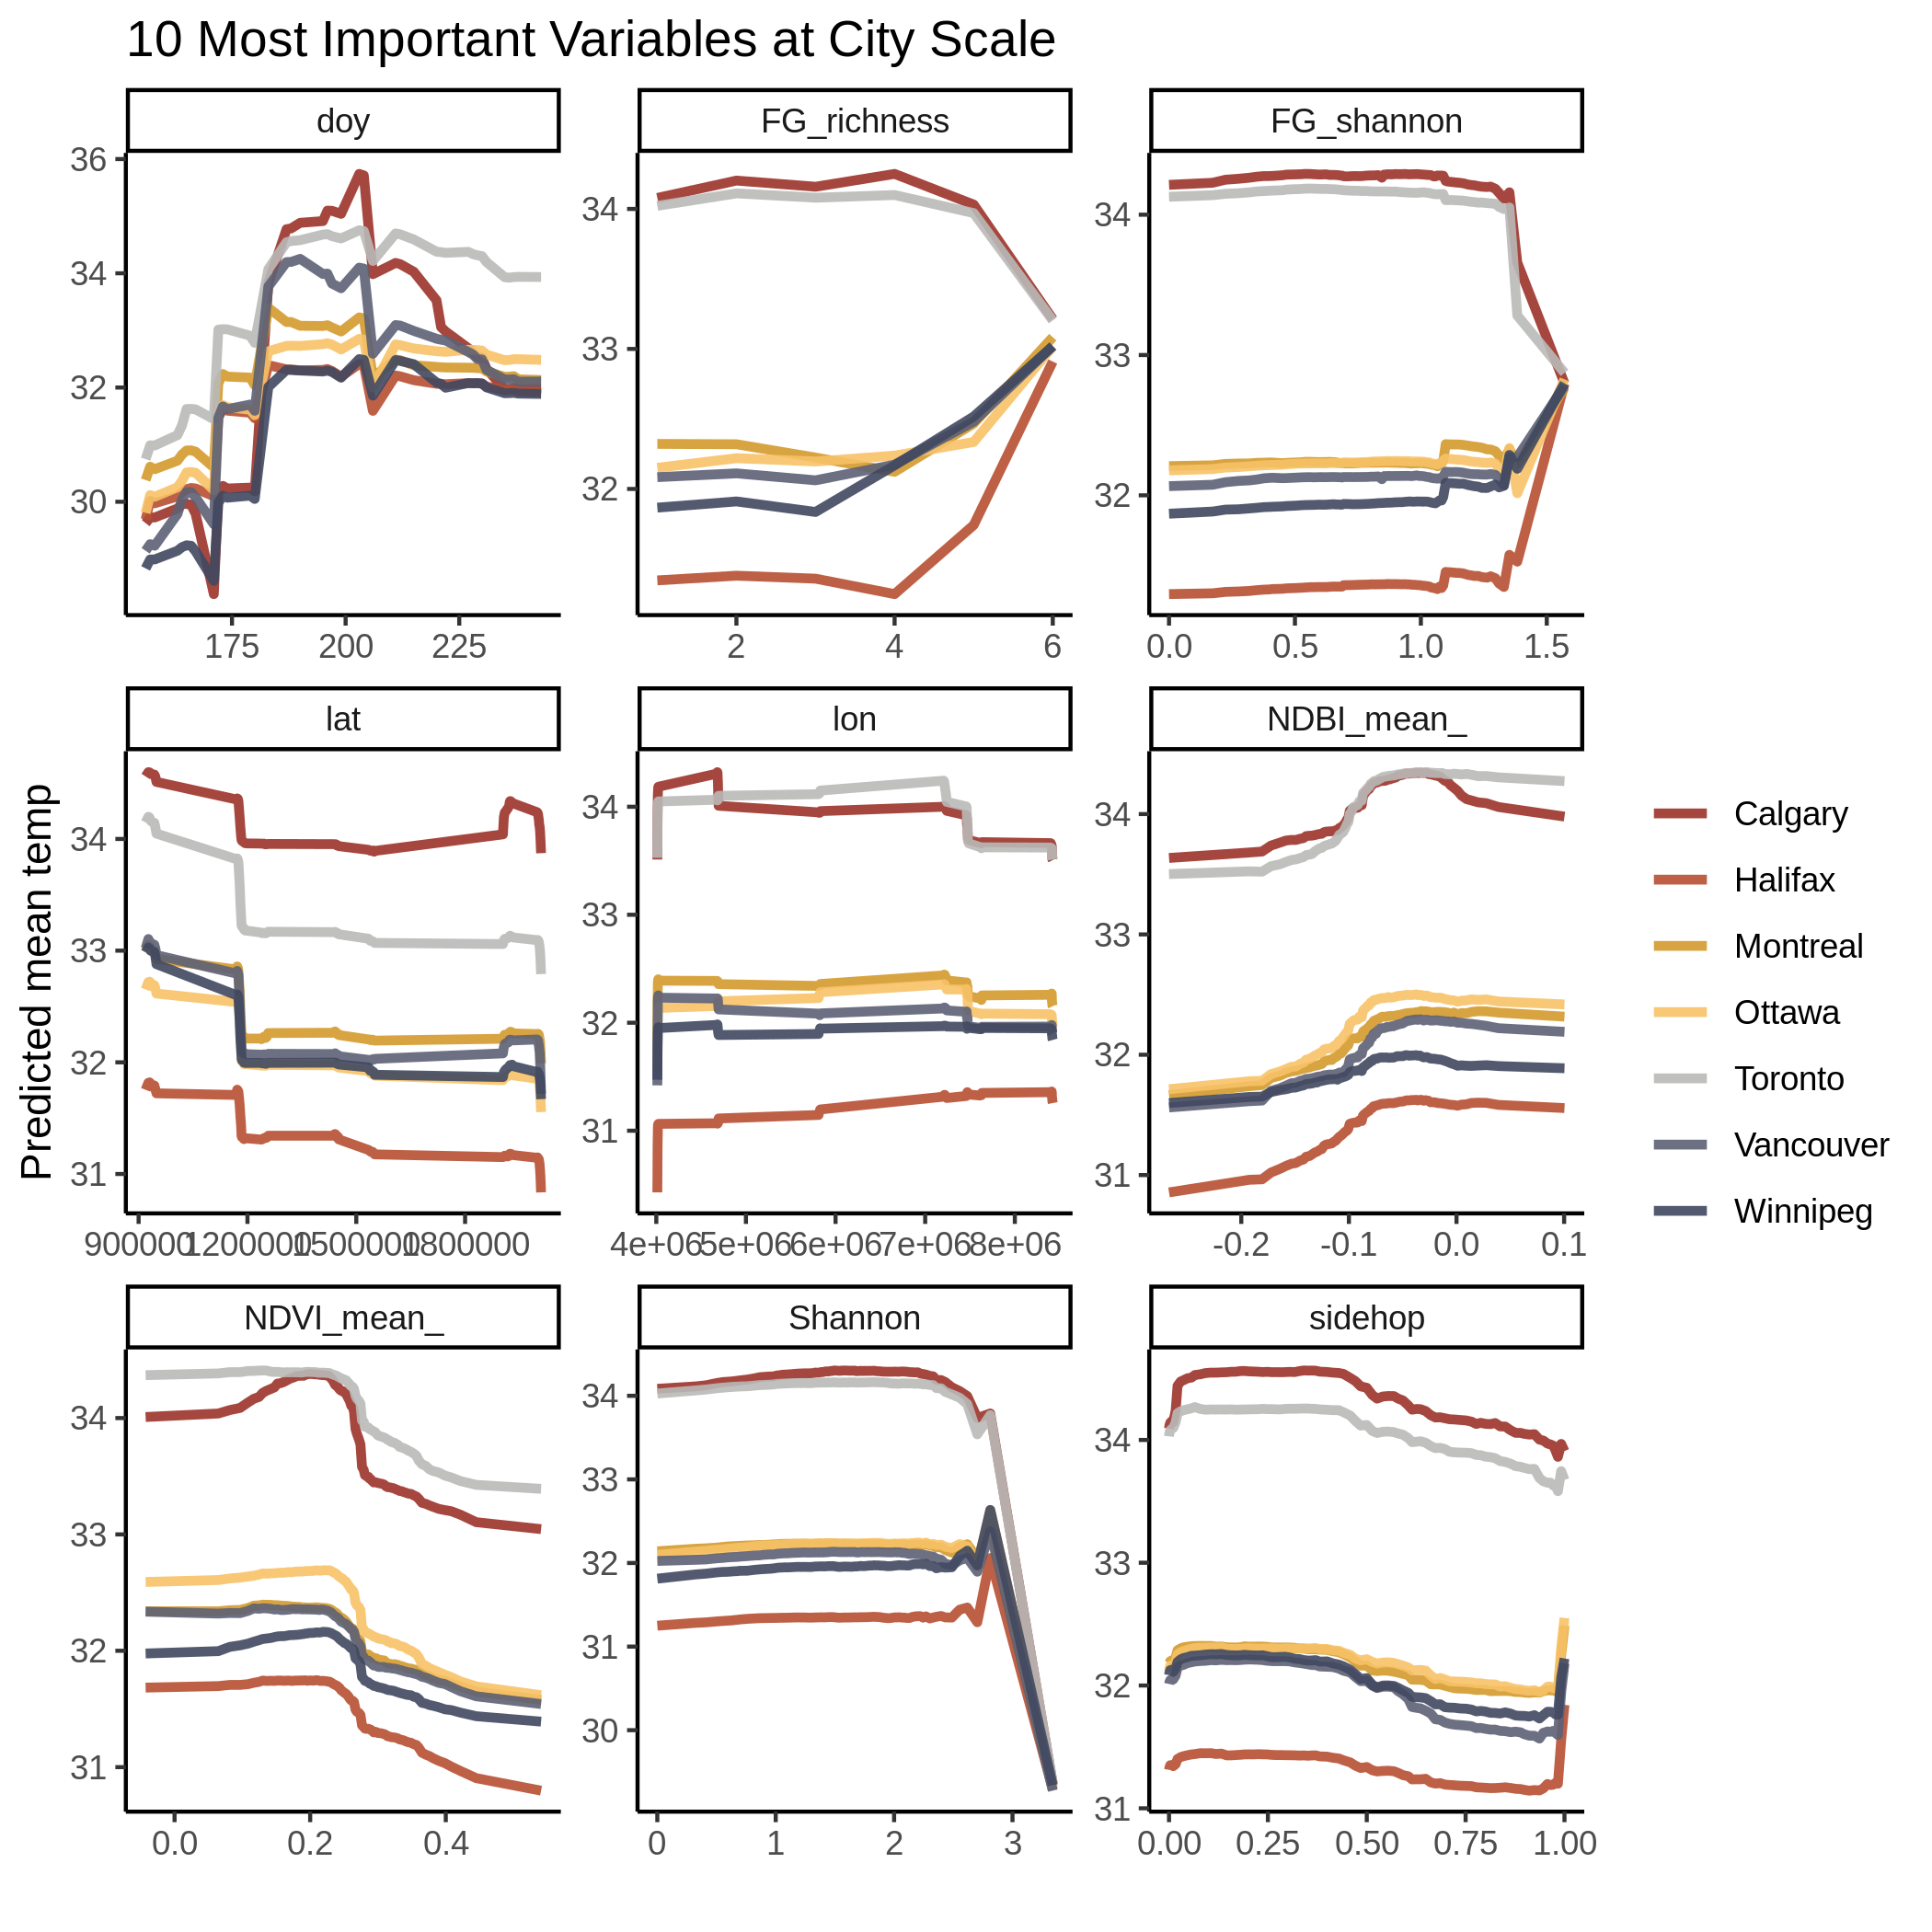 10 Most Important Variables at City Scale
doy
FG_richness
FG_shannon
36
34
32
30
175
200
225
34
33
32
2
4
6
34
33
32
0.0
0.5
1.0
1.5
Predicted mean temp
lat
lon
NDBI_mean_
34
33
32
31
900000
1200000
1500000
1800000
34
33
32
31
4e+06
5e+06
6e+06
7e+06
8e+06
34
33
32
31
-0.2
-0.1
0.0
0.1
NDVI_mean_
Shannon
sidehop
34
33
32
31
0.0
0.2
0.4
34
33
32
31
30
0
1
2
3
34
33
32
31
0.00
0.25
0.50
0.75
1.00
Calgary
Halifax
Montreal
Ottawa
Toronto
Vancouver
Winnipeg